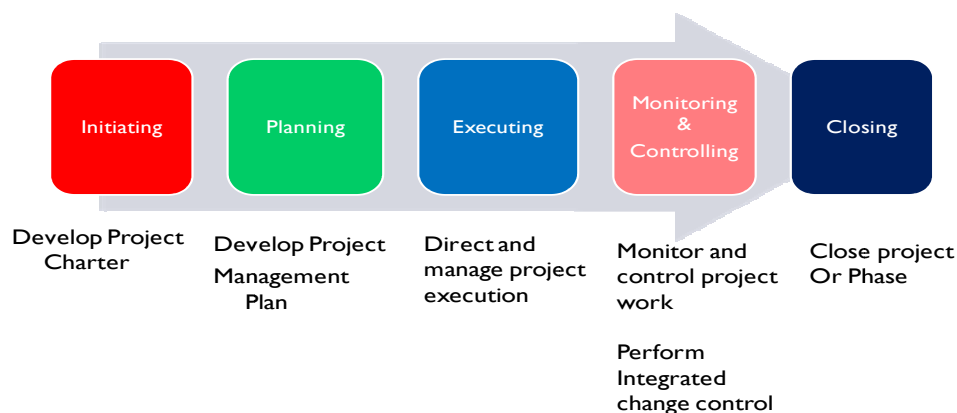 Initiating
Planning
Executing
Monitoring
&
Controlling
Closing
Develop Project
Charter
Develop Project
Management
Plan
Direct and
manage project
execution
Monitor and
control project
work
Perform
Integrated
change control
Close project
Or Phase